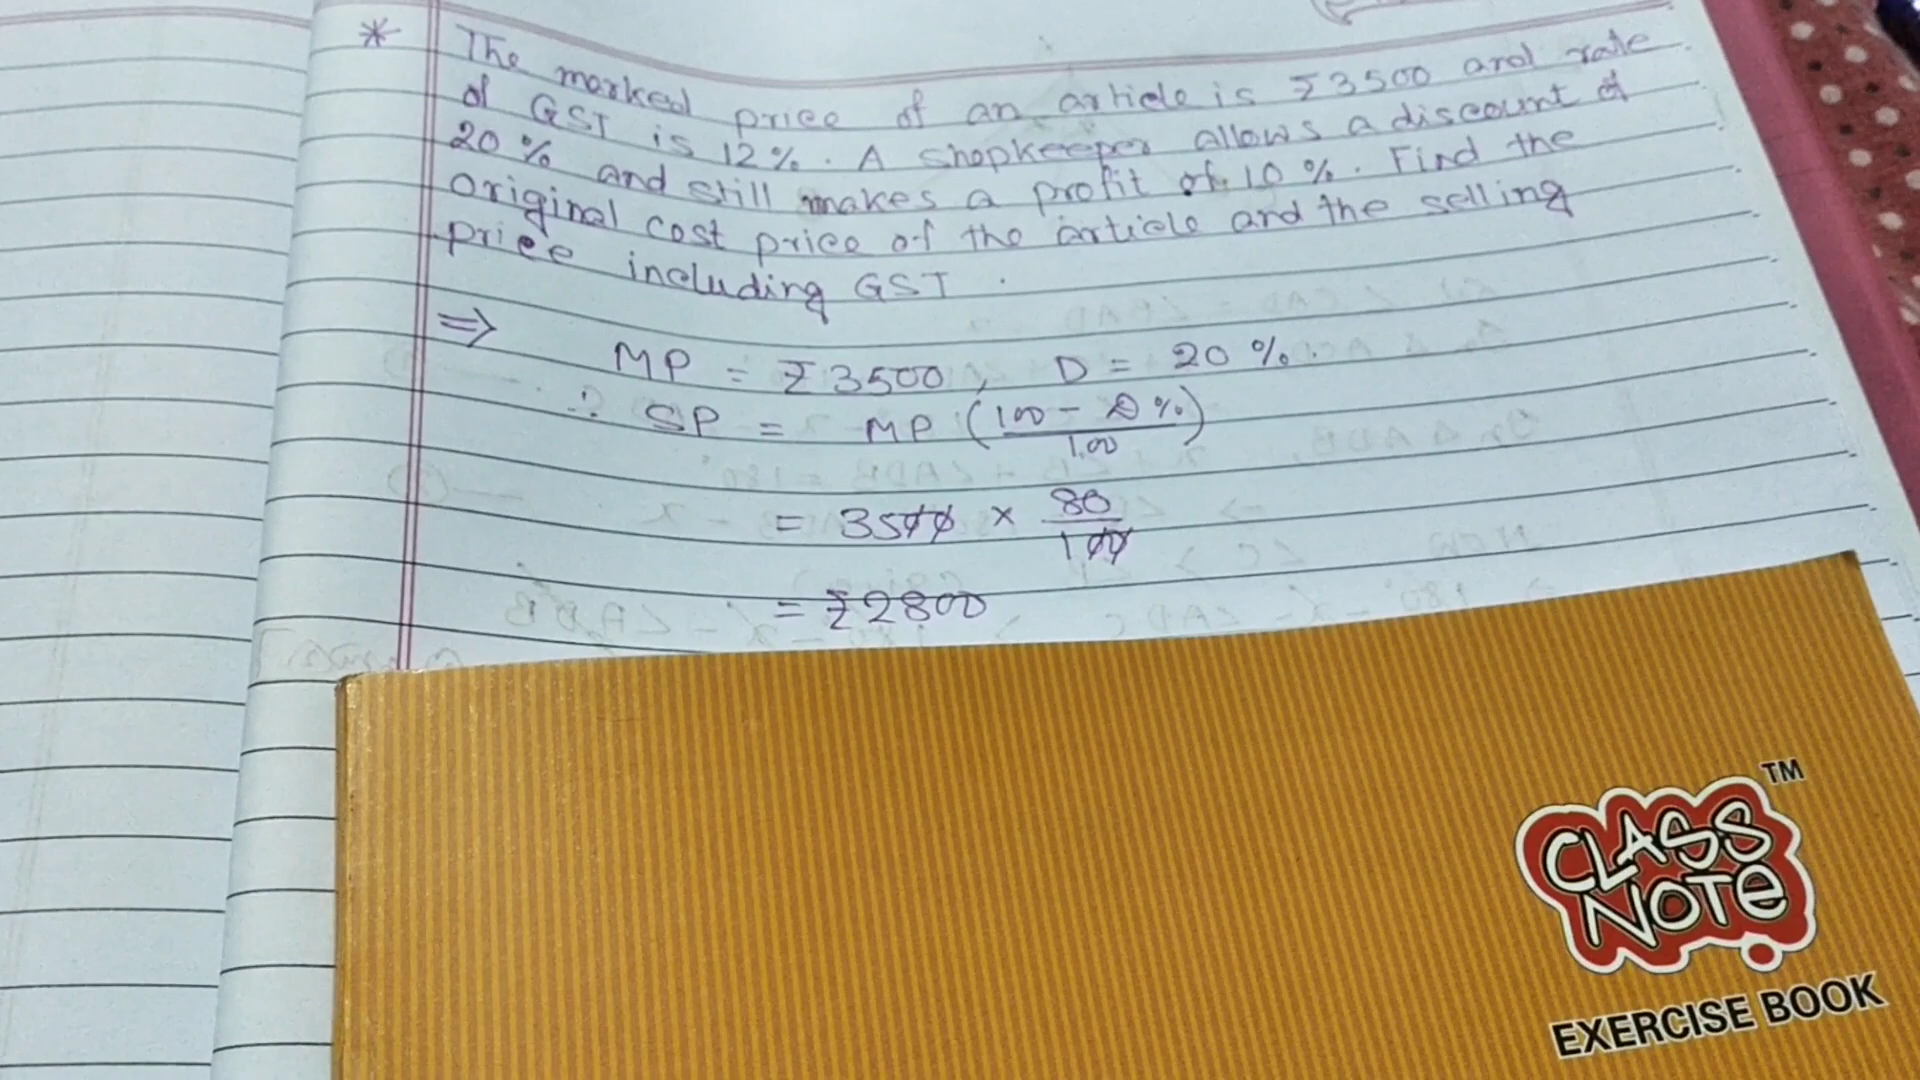 * The marked price of an article is ₹3500 and rate
of GST is 12%. A shopkeeper allows a discount of
20% and still makes a profit of 10%. Find the
original cost price of the article and the selling
price including GST.
⇒ MP = ₹3500, D = 20%.
∴ SP = MP (100 - D% / 100)
= 3500 × 80/100
= ₹2800
CLASS
NOTE
TM
EXERCISE BOOK